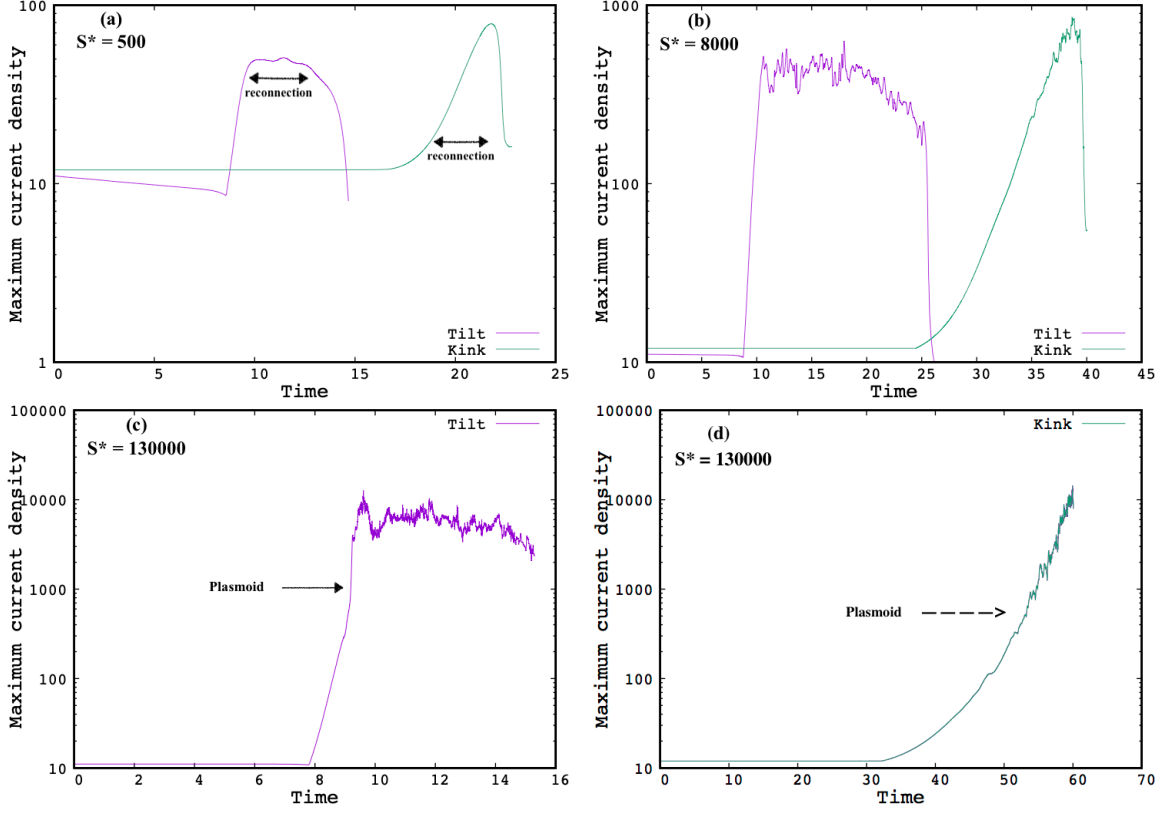 (a)
S* = 500
reconnection
reconnection
Tilt
Kink
Maximum current density
1
10
100
0
5
10
15
20
25
Time
(b)
S* = 8000
Tilt
Kink
Maximum current density
10
100
1000
0
5
10
15
20
25
30
35
40
45
Time
(c)
S* = 130000
Tilt
Plasmoid
Maximum current density
10
100
1000
10000
100000
0
2
4
6
8
10
12
14
16
Time
(d)
S* = 130000
Kink
Plasmoid
Maximum current density
10
100
1000
10000
100000
0
10
20
30
40
50
60
70
Time